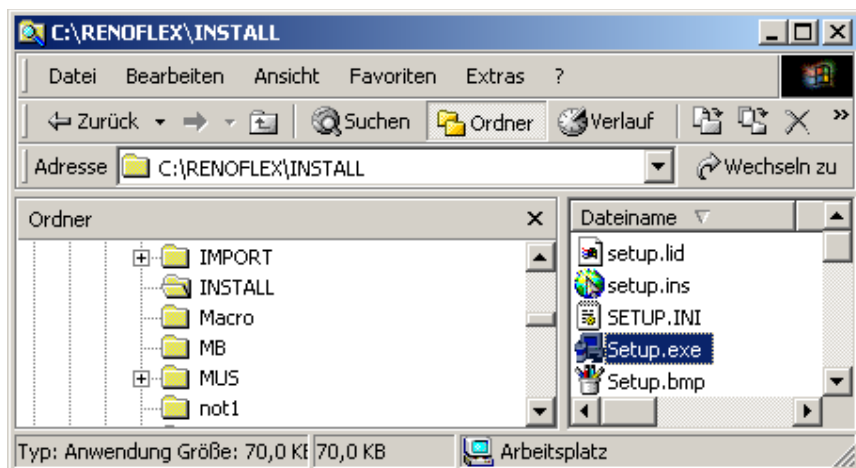 C:\RENOFLEX\INSTALL
Datei Bearbeiten Ansicht Favoriten Extras ?
Zurück Suchen Ordner Verlauf »
Adresse C:\RENOFLEX\INSTALL Wechseln zu
Ordner
IMPORT
INSTALL
Macro
MB
MUS
not1
Dateiname
setup.lid
setup.ins
SETUP.INI
Setup.exe
Setup.bmp
Typ: Anwendung Größe: 70,0 KE 70,0 KB Arbeitsplatz